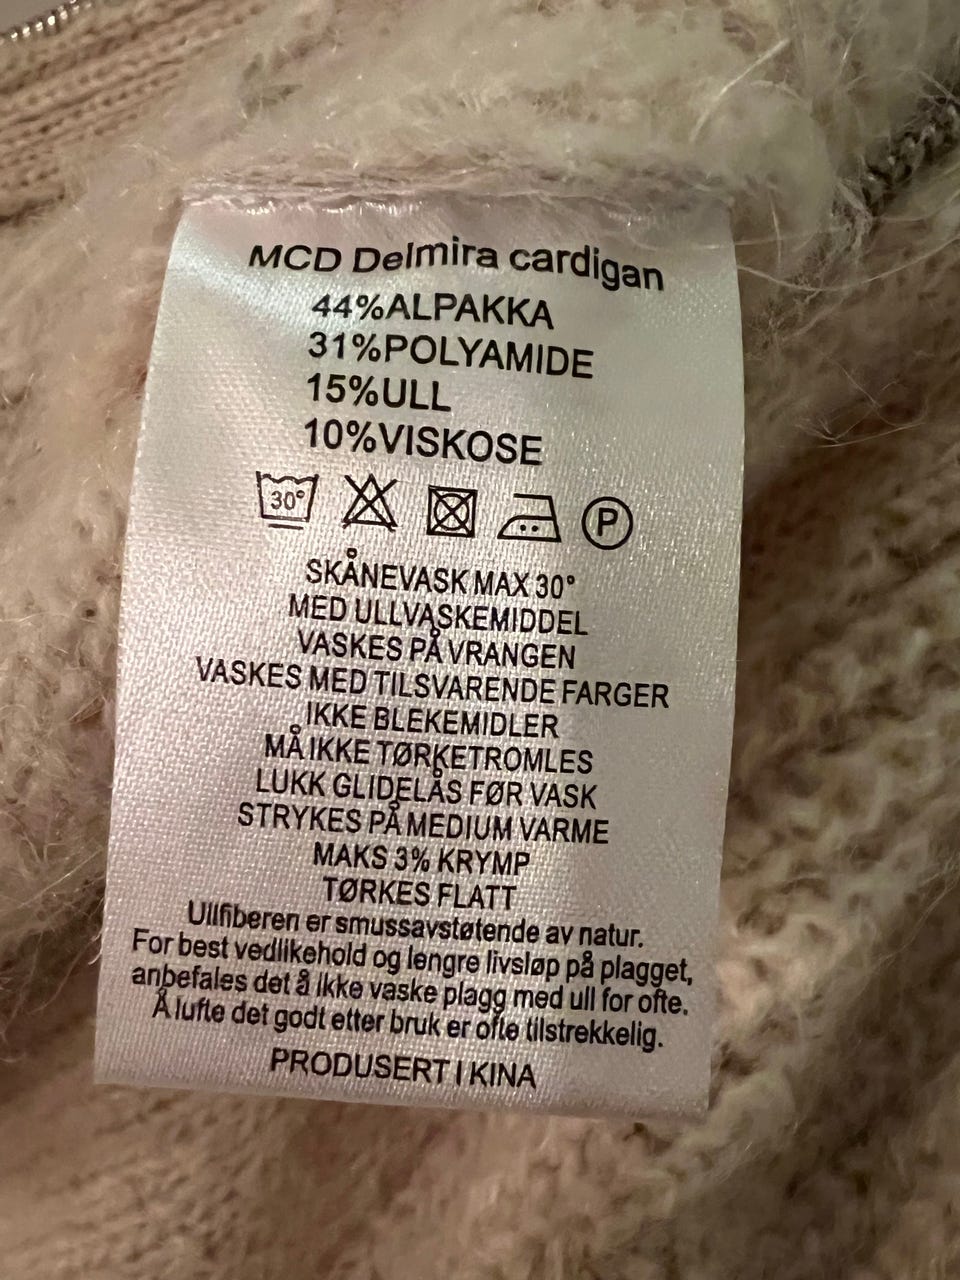 MCD Delmira cardigan
44%ALPAKKA
31%POLYAMIDE
15%ULL
10%VISKOSE
30° P
SKÅNEVASK MAX 30°
MED ULLVASKEMIDDEL
VASKES PÅ VRANGEN
VASKES MED TILSVARENDE FARGER
IKKE BLEKEMIDLER
MÅ IKKE TØRKETROMLES
LUKK GLIDELÅS FØR VASK
STRYKES PÅ MEDIUM VARME
MAKS 3% KRYMP
TØRKES FLATT
Ullfiberen er smussavstøtende av natur.
For best vedlikehold og lengre livsløp på plagget,
anbefales det å ikke vaske plagg med ull for ofte.
Å lufte det godt etter bruk er ofte tilstrekkelig.
PRODUSERT I KINA